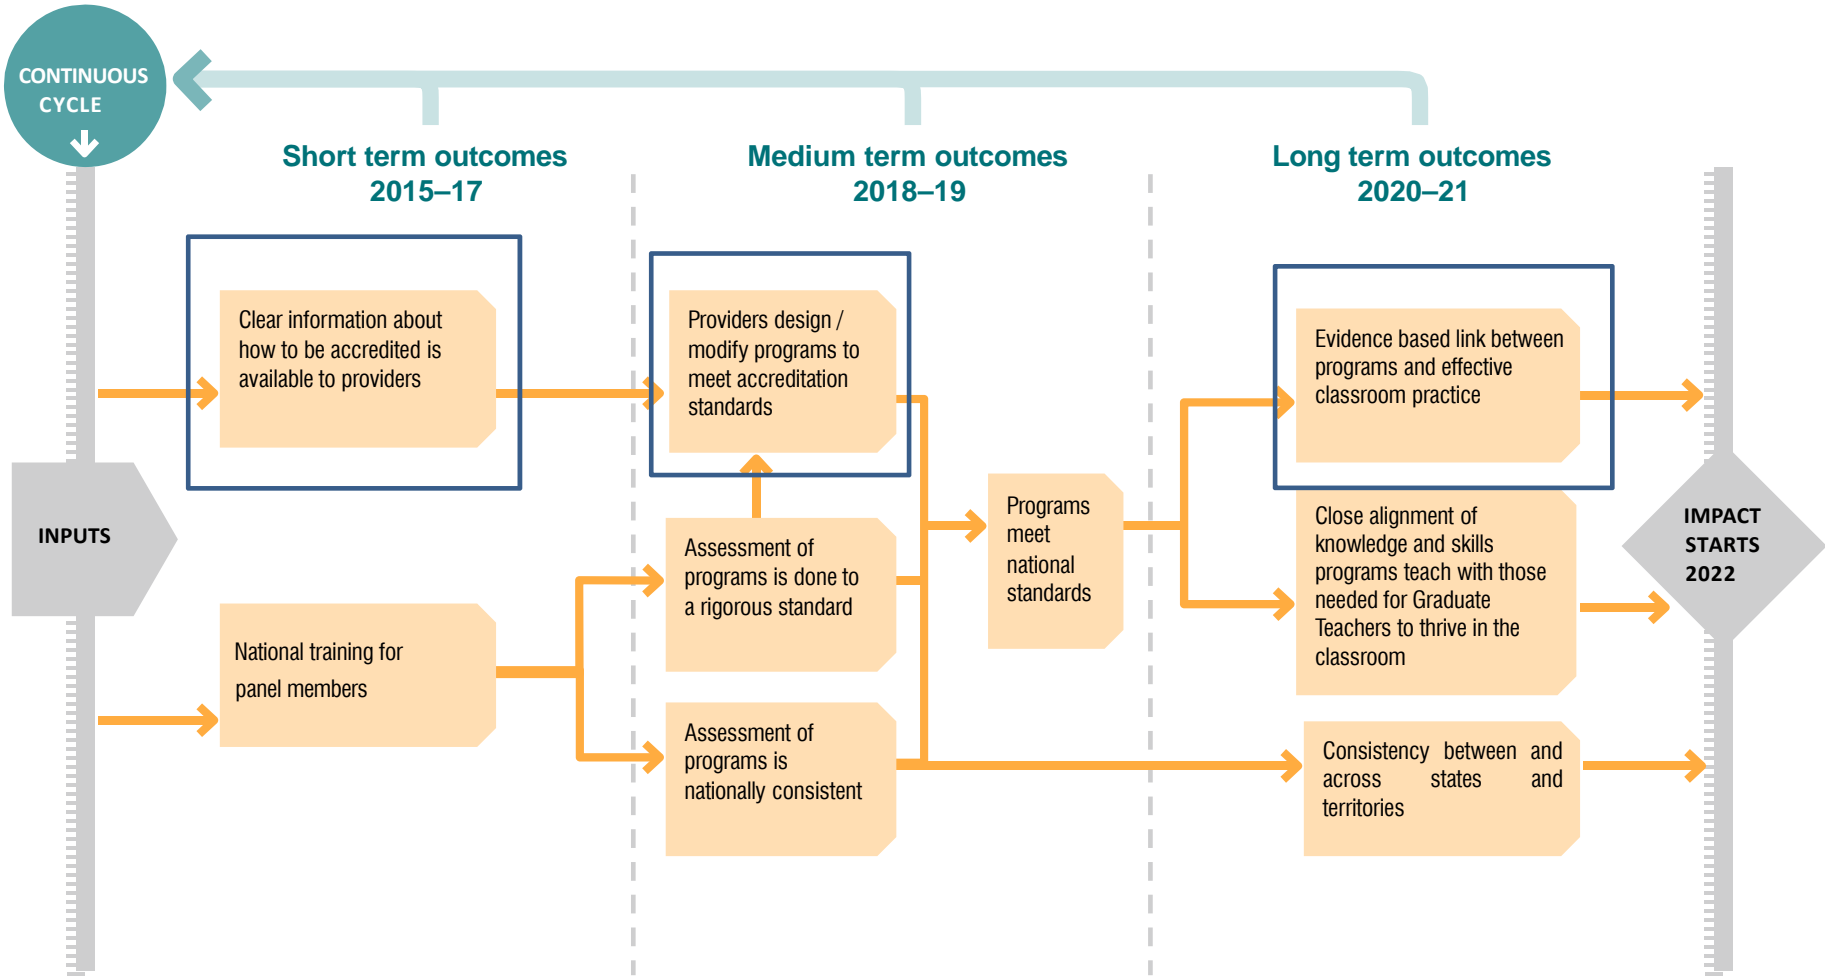 CONTINUOUS
CYCLE
Short term outcomes
2015–17
Medium term outcomes
2018–19
Long term outcomes
2020–21
Clear information about
how to be accredited is
available to providers
Providers design /
modify programs to
meet accreditation
standards
Evidence based link between
programs and effective
classroom practice
INPUTS
Programs
meet
national
standards
Close alignment of
knowledge and skills
programs teach with those
needed for Graduate
Teachers to thrive in the
classroom
IMPACT
STARTS
2022
Assessment of
programs is done to
a rigorous standard
National training for
panel members
Assessment of
programs is
nationally consistent
Consistency between and
across states and
territories